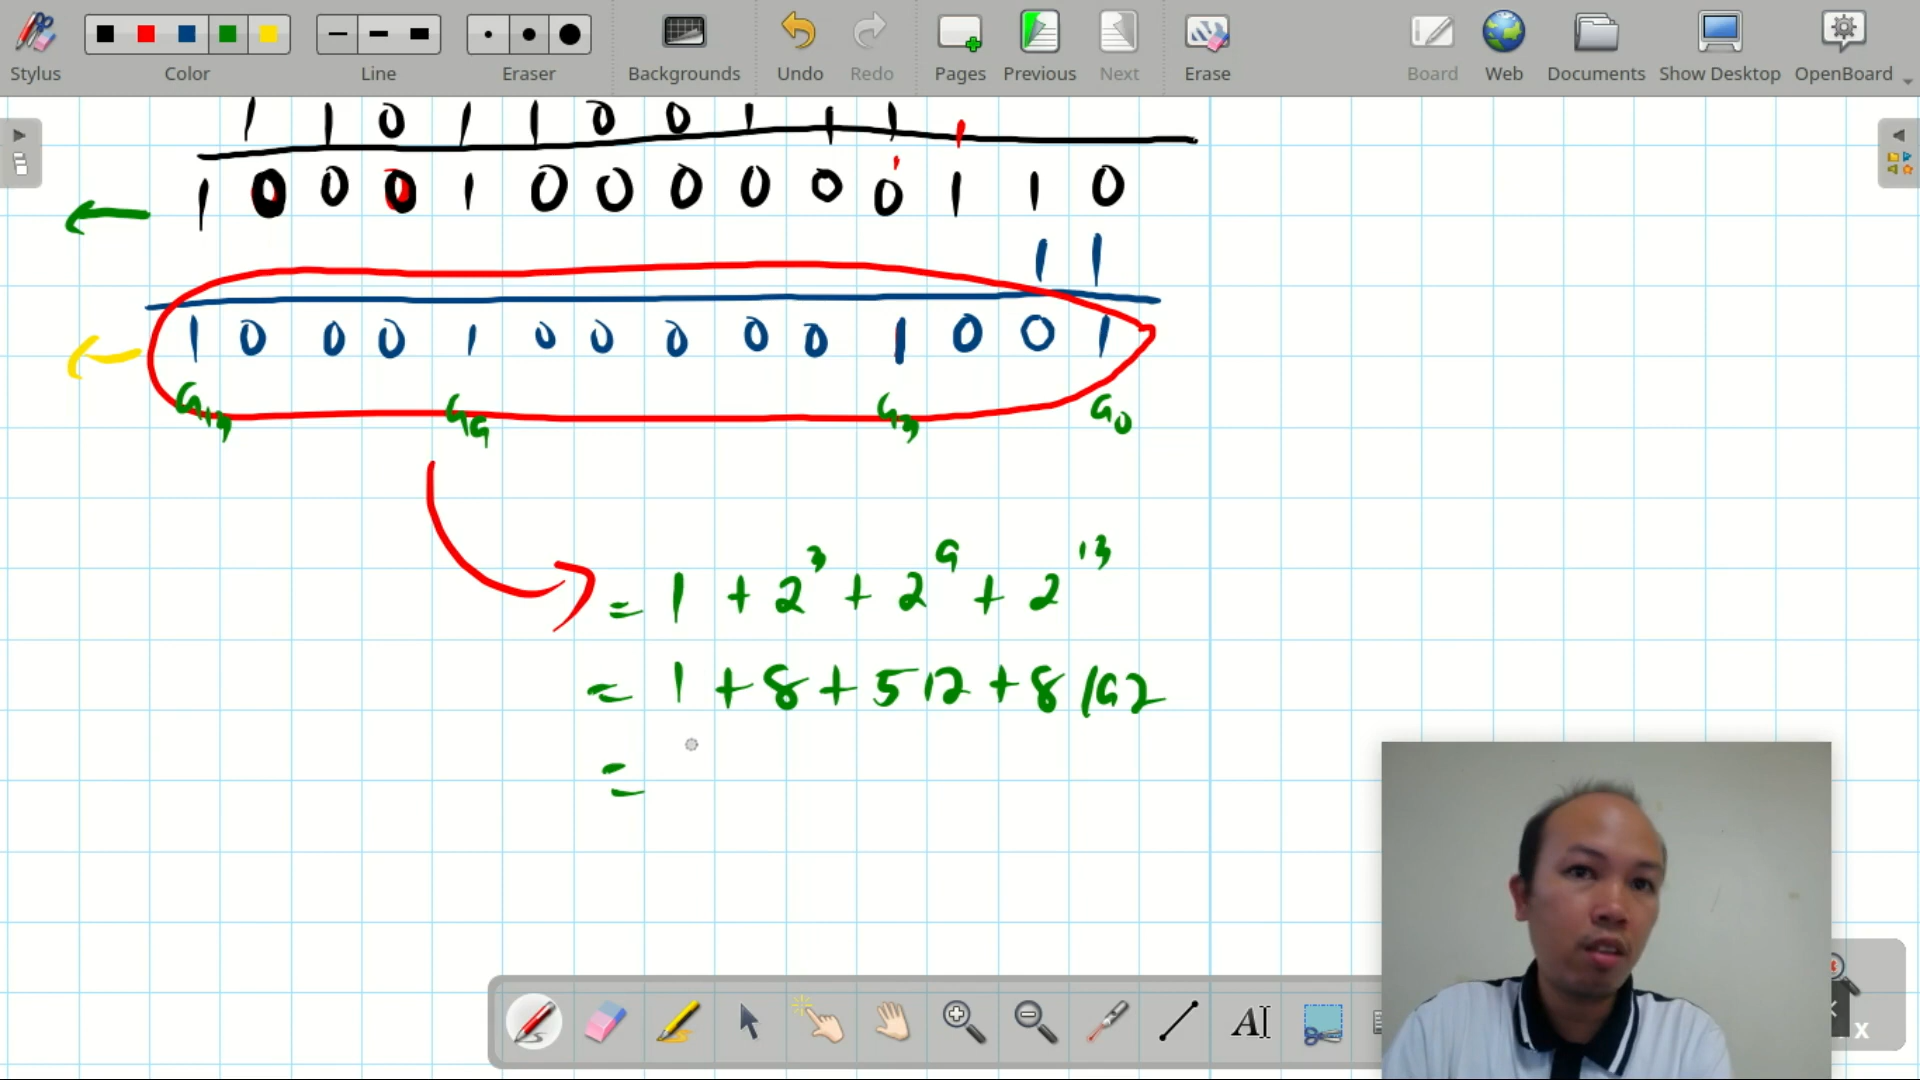 Stylus Color Line Eraser Backgrounds Undo Redo Pages Previous Next Erase Board Web Documents Show Desktop OpenBoard
1 1 0 1 1 0 0 1 1 1 1
1 0 0 0 1 0 0 0 0 0 0 1 1 0
1 1
1 0 0 0 1 0 0 0 0 0 1 0 0 1
a13 a9 a3 a0
= 1 + 2^3 + 2^9 + 2^13
= 1 + 8 + 512 + 8192
=
AI
x